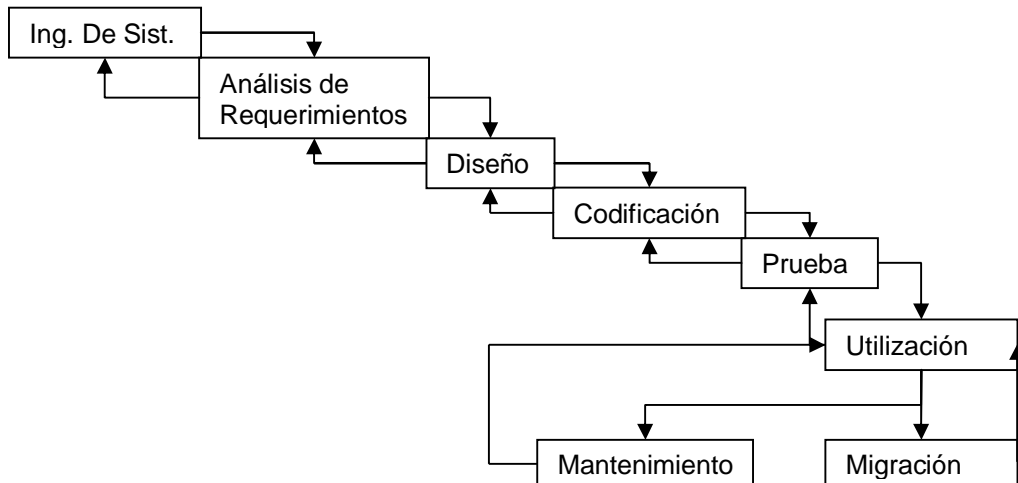 Ing. De Sist.
Análisis de
Requerimientos
Diseño
Codificación
Prueba
Utilización
Mantenimiento
Migración